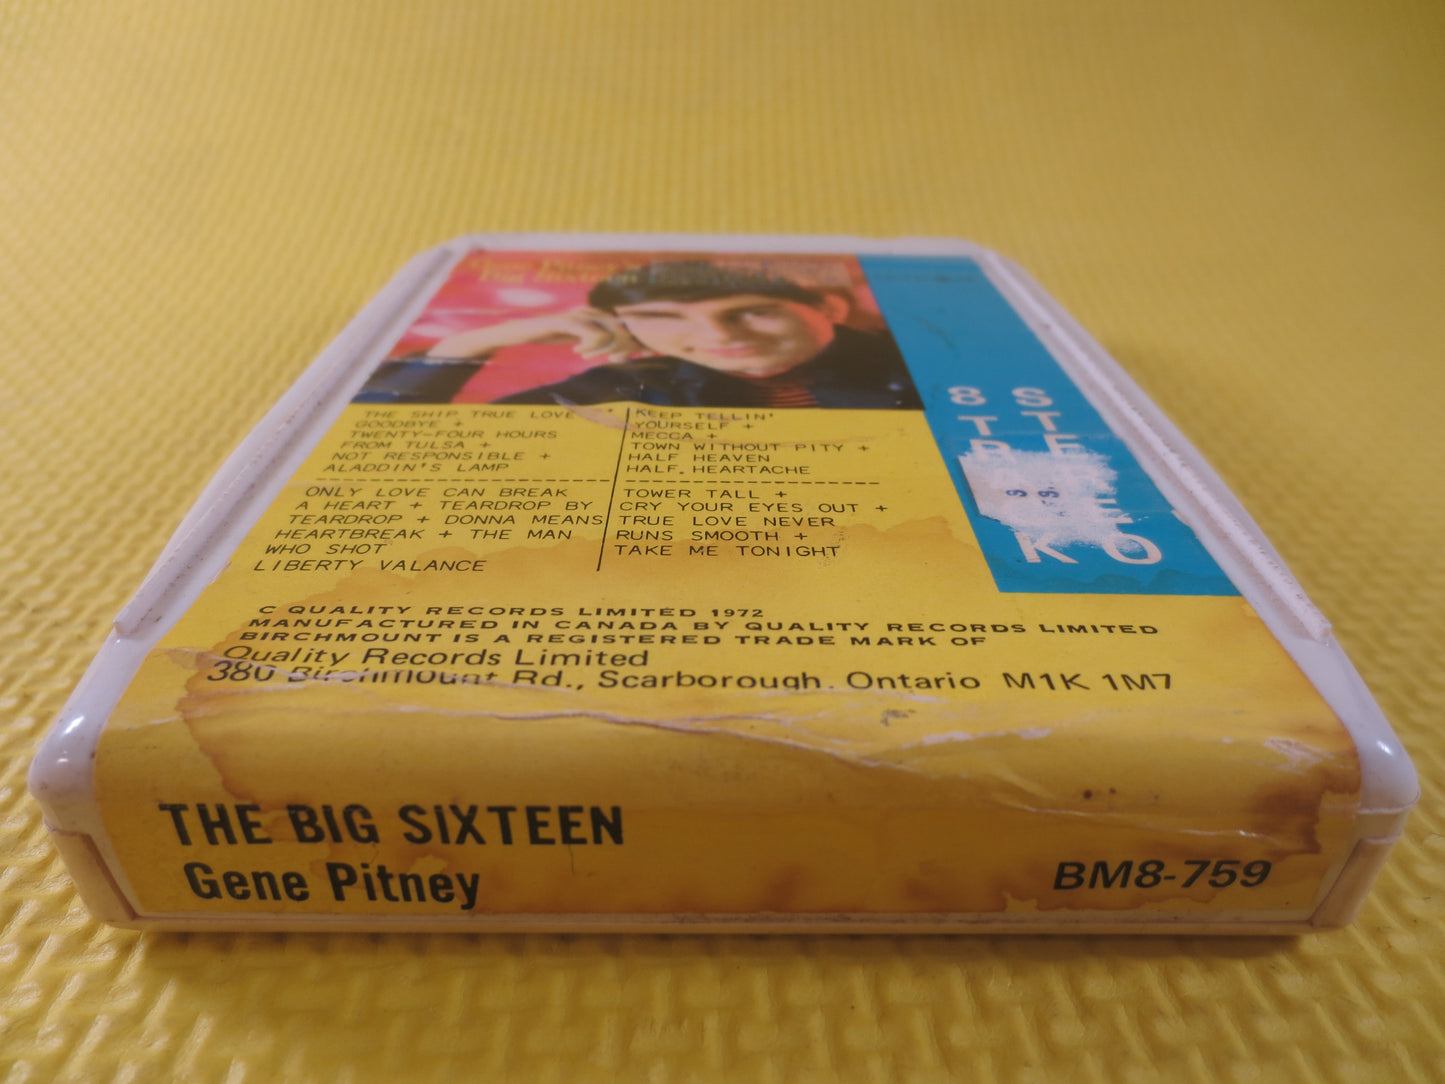 THE SHIP TRUE LOVE
GOODBYE +
TWENTY-FOUR HOURS
FROM TULSA +
NOT RESPONSIBLE +
ALADDIN'S LAMP
KEEP TELLIN'
YOURSELF +
MECCA +
TOWN WITHOUT PITY +
HALF HEAVEN
HALF. HEARTACHE
ONLY LOVE CAN BREAK
A HEART + TEARDROP BY
TEARDROP + DONNA MEANS
HEARTBREAK + THE MAN
WHO SHOT
LIBERTY VALANCE
TOWER TALL +
CRY YOUR EYES OUT +
TRUE LOVE NEVER
RUNS SMOOTH +
TAKE ME TONIGHT
8 TR K
STE EO
C QUALITY RECORDS LIMITED 1972
MANUFACTURED IN CANADA BY QUALITY RECORDS LIMITED
BIRCHMOUNT IS A REGISTERED TRADE MARK OF
Quality Records Limited
380 Birchmount Rd., Scarborough, Ontario M1K 1M7
THE BIG SIXTEEN
Gene Pitney
BM8-759